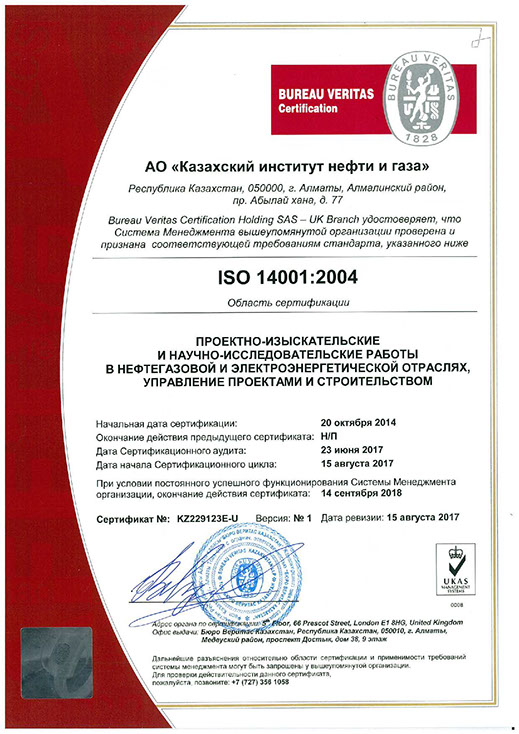 BUREAU VERITAS
Certification
BUREAU VERITAS
1828
АО «Казахский институт нефти и газа»
Республика Казахстан, 050000, г. Алматы, Алмалинский район,
пр. Абылай хана, д. 77
Bureau Veritas Certification Holding SAS – UK Branch удостоверяет, что
Система Менеджмента вышеупомянутой организации проверена и
признана соответствующей требованиям стандарта, указанного ниже
ISO 14001:2004
Область сертификации
ПРОЕКТНО-ИЗЫСКАТЕЛЬСКИЕ
И НАУЧНО-ИССЛЕДОВАТЕЛЬСКИЕ РАБОТЫ
В НЕФТЕГАЗОВОЙ И ЭЛЕКТРОЭНЕРГЕТИЧЕСКОЙ ОТРАСЛЯХ,
УПРАВЛЕНИЕ ПРОЕКТАМИ И СТРОИТЕЛЬСТВОМ
Начальная дата сертификации: 20 октября 2014
Окончание действия предыдущего сертификата: Н/П
Дата Сертификационного аудита: 23 июня 2017
Дата начала Сертификационного цикла: 15 августа 2017
При условии постоянного успешного функционирования Системы Менеджмента
организации, окончание действия сертификата: 14 сентября 2018
Сертификат №: KZ229123E-U Версия: № 1 Дата ревизии: 15 августа 2017
BUREAU VERITAS
UKAS
MANAGEMENT
SYSTEMS
0008
Адрес органа по сертификации: 5th Floor, 66 Prescot Street, London E1 8HG, United Kingdom
Офис выдачи: Бюро Веритас Казахстан, Республика Казахстан, 050010, г. Алматы,
Медеуский район, проспект Достык, дом 38, 9 этаж
Дальнейшие разъяснения относительно области сертификации и применимости требований
системы менеджмента могут быть запрошены у вышеупомянутой организации.
Для проверки действительности данного сертификата,
пожалуйста, позвоните: +7 (727) 356 1058